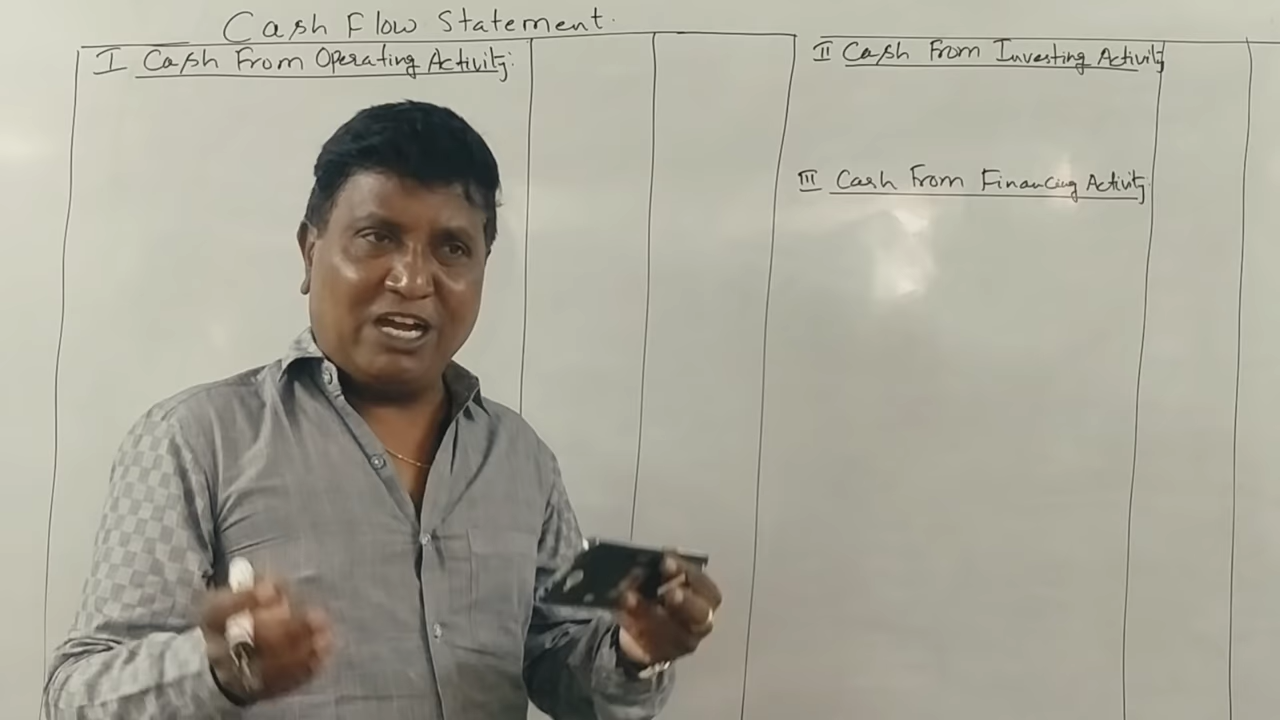 Cash Flow Statement.
I Cash From Operating Activity:
II Cash From Investing Activity
III Cash From Financing Activity